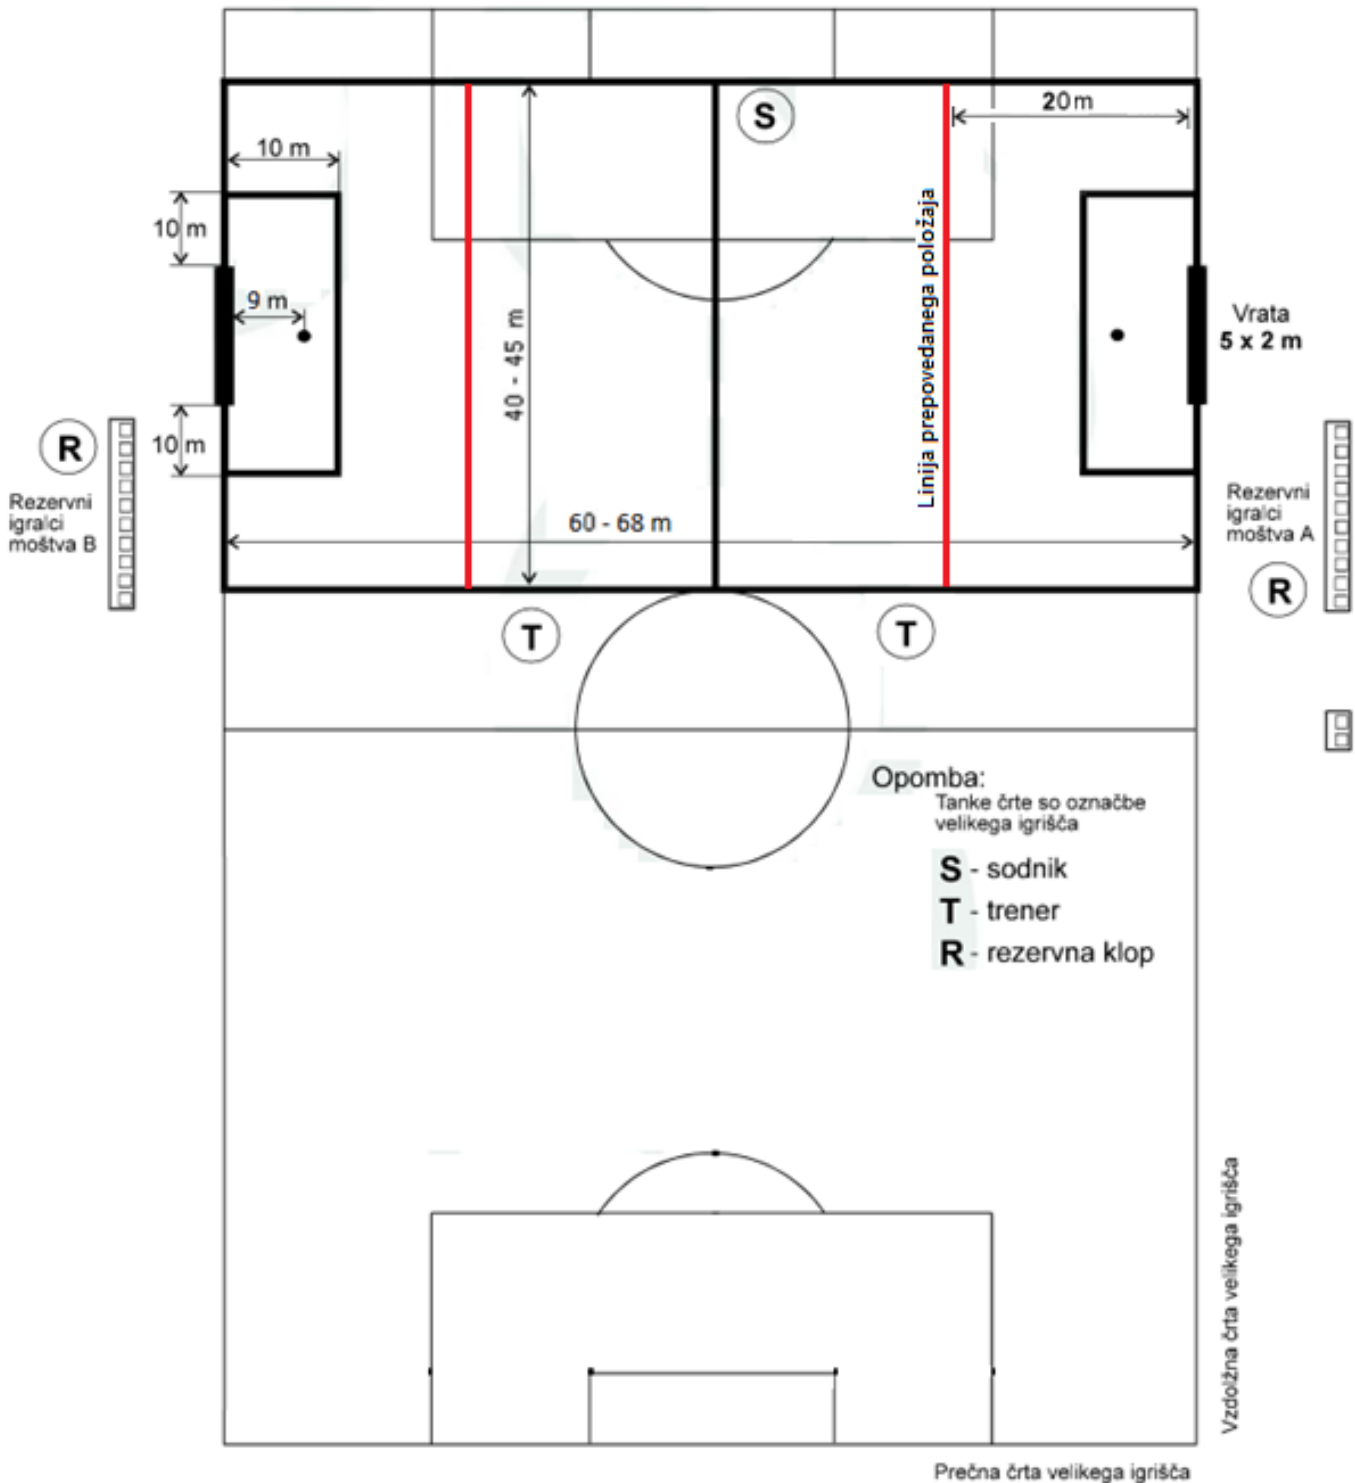 S
20m
10 m
10 m
9 m
10 m
40 - 45 m
Linija prepovedanega položaja
Vrata
5 x 2 m
R
Rezervni
igralci
moštva B
60 - 68 m
Rezervni
igralci
moštva A
R
T
T
Opomba:
Tanke črte so označbe
velikega igrišča
S - sodnik
T - trener
R - rezervna klop
Vzdolžna črta velikega igrišča
Prečna črta velikega igrišča